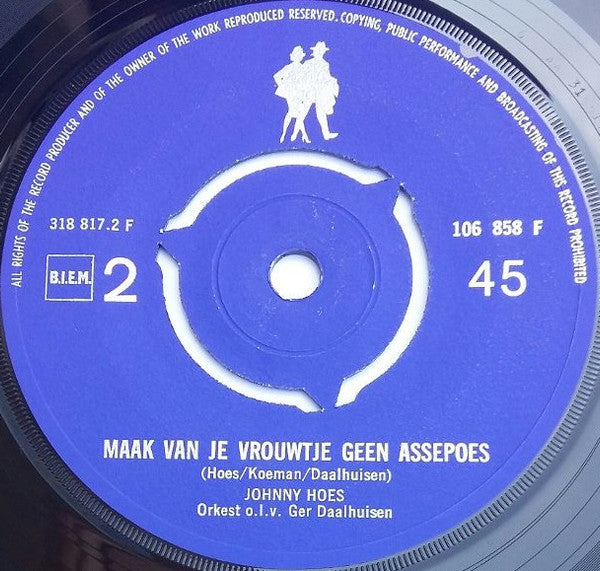 ALL RIGHTS OF THE RECORD PRODUCER AND OF THE OWNER OF THE WORK REPRODUCED RESERVED. COPYING, PUBLIC PERFORMANCE AND BROADCASTING OF THIS RECORD PROHIBITED
318 817.2 F
106 858 F
B.I.E.M. 2
45
MAAK VAN JE VROUWTJE GEEN ASSEPOES
(Hoes/Koeman/Daalhuisen)
JOHNNY HOES
Orkest o.l.v. Ger Daalhuisen